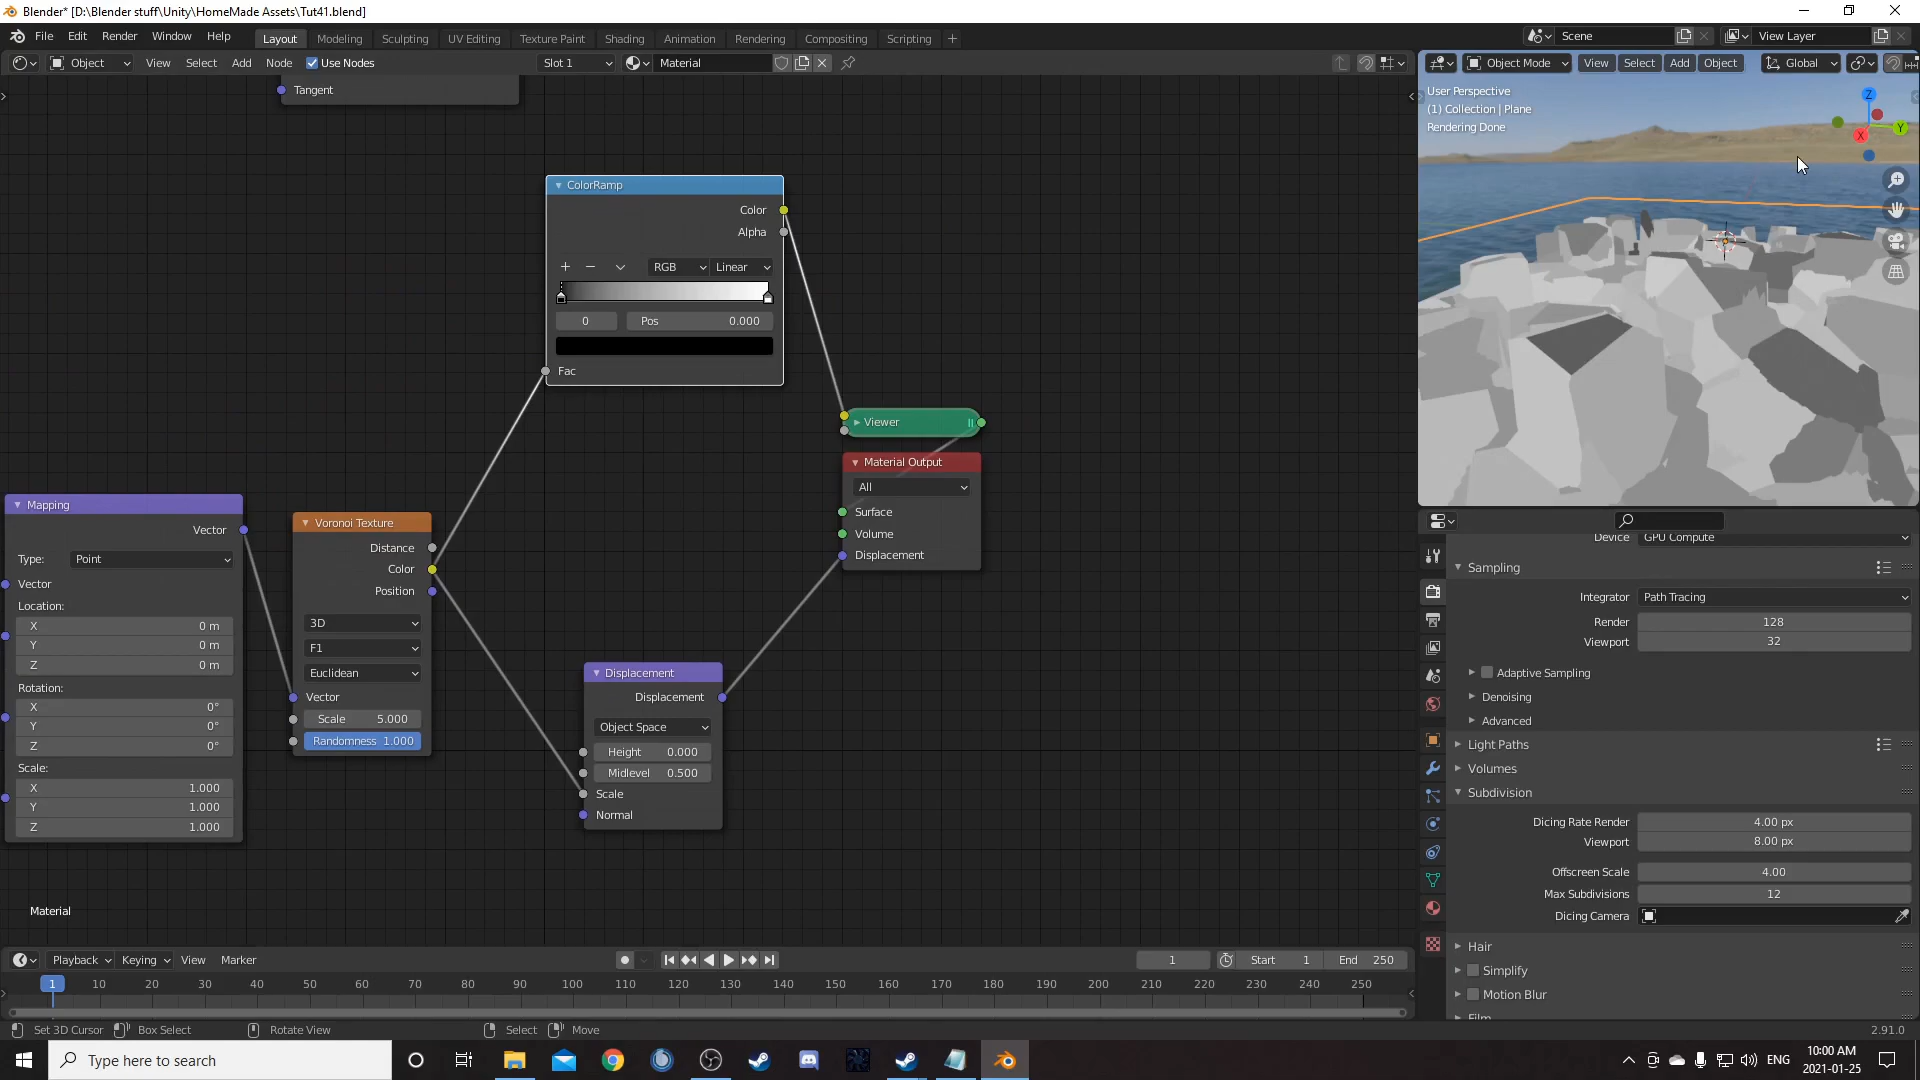 Blender* [D:\Blender stuff\Unity\HomeMade Assets\Tut41.blend]
File Edit Render Window Help Layout Modeling Sculpting UV Editing Texture Paint Shading Animation Rendering Compositing Scripting + Scene View Layer
Object View Select Add Node Use Nodes Slot 1 Material
Object Mode View Select Add Object Global
Tangent
User Perspective
(1) Collection | Plane
Rendering Done
Z
Y
X
ColorRamp
Color
Alpha
+ − RGB Linear
0 Pos 0.000
Fac
Viewer
Material Output
All
Surface
Volume
Displacement
Mapping
Vector
Type: Point
Vector
Location:
X 0 m
Y 0 m
Z 0 m
Rotation:
X 0°
Y 0°
Z 0°
Scale:
X 1.000
Y 1.000
Z 1.000
Voronoi Texture
Distance
Color
Position
3D
F1
Euclidean
Vector
Scale 5.000
Randomness 1.000
Displacement
Displacement
Object Space
Height 0.000
Midlevel 0.500
Scale
Normal
Material
Device GPU Compute
Sampling
Integrator Path Tracing
Render 128
Viewport 32
Adaptive Sampling
Denoising
Advanced
Light Paths
Volumes
Subdivision
Dicing Rate Render 4.00 px
Viewport 8.00 px
Offscreen Scale 4.00
Max Subdivisions 12
Dicing Camera
Hair
Simplify
Motion Blur
Film
Playback Keying View Marker 1 Start 1 End 250
1 10 20 30 40 50 60 70 80 90 100 110 120 130 140 150 160 170 180 190 200 210 220 230 240 250
Set 3D Cursor Box Select Rotate View Select Move 2.91.0
Type here to search
ENG
10:00 AM
2021-01-25